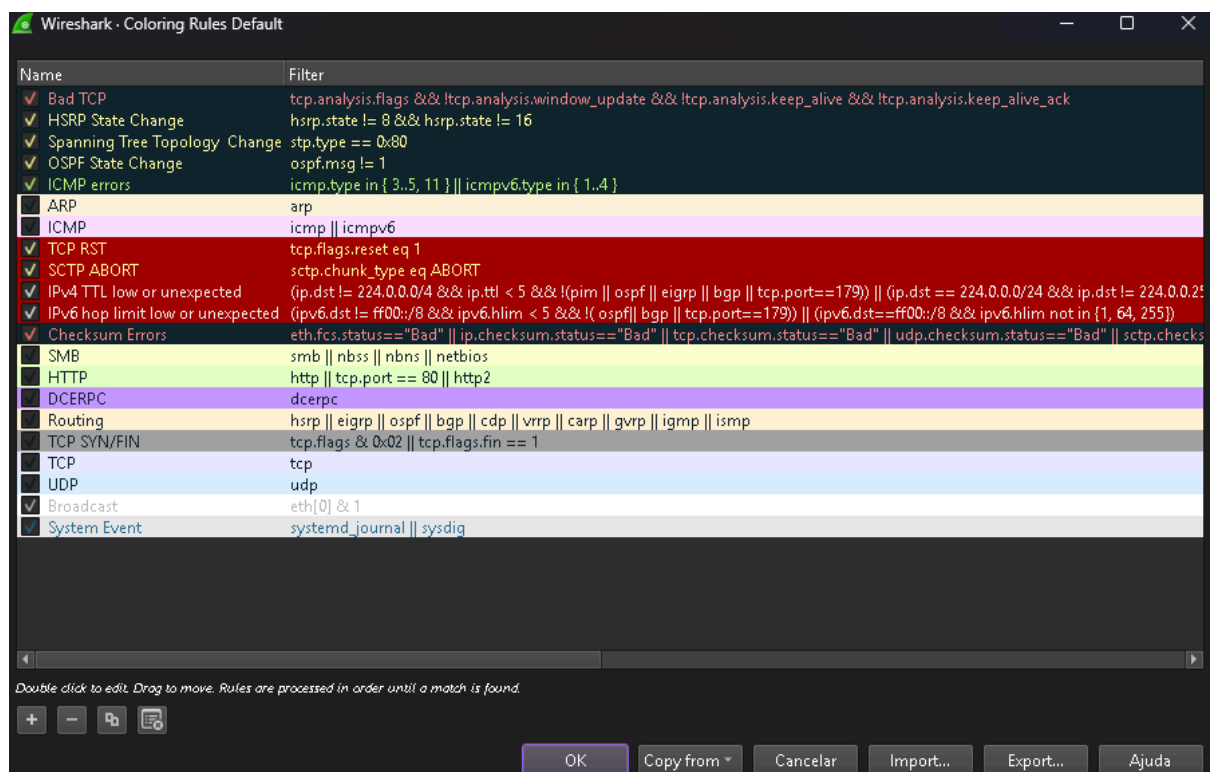 Wireshark · Coloring Rules Default
Name Filter
Bad TCP tcp.analysis.flags && !tcp.analysis.window_update && !tcp.analysis.keep_alive && !tcp.analysis.keep_alive_ack
HSRP State Change hsrp.state != 8 && hsrp.state != 16
Spanning Tree Topology Change stp.type == 0x80
OSPF State Change ospf.msg != 1
ICMP errors icmp.type in { 3..5, 11 } || icmpv6.type in { 1..4 }
ARP arp
ICMP icmp || icmpv6
TCP RST tcp.flags.reset eq 1
SCTP ABORT sctp.chunk_type eq ABORT
IPv4 TTL low or unexpected (ip.dst != 224.0.0.0/4 && ip.ttl < 5 && !(pim || ospf || eigrp || bgp || tcp.port==179)) || (ip.dst == 224.0.0.0/24 && ip.dst != 224.0.0.25
IPv6 hop limit low or unexpected (ipv6.dst != ff00::/8 && ipv6.hlim < 5 && !( ospf|| bgp || tcp.port==179)) || (ipv6.dst==ff00::/8 && ipv6.hlim not in {1, 64, 255})
Checksum Errors eth.fcs.status=="Bad" || ip.checksum.status=="Bad" || tcp.checksum.status=="Bad" || udp.checksum.status=="Bad" || sctp.checks
SMB smb || nbss || nbns || netbios
HTTP http || tcp.port == 80 || http2
DCERPC dcerpc
Routing hsrp || eigrp || ospf || bgp || cdp || vrrp || carp || gvrp || igmp || ismp
TCP SYN/FIN tcp.flags & 0x02 || tcp.flags.fin == 1
TCP tcp
UDP udp
Broadcast eth[0] & 1
System Event systemd_journal || sysdig
Double click to edit. Drag to move. Rules are processed in order until a match is found.
OK Copy from Cancelar Import... Export... Ajuda